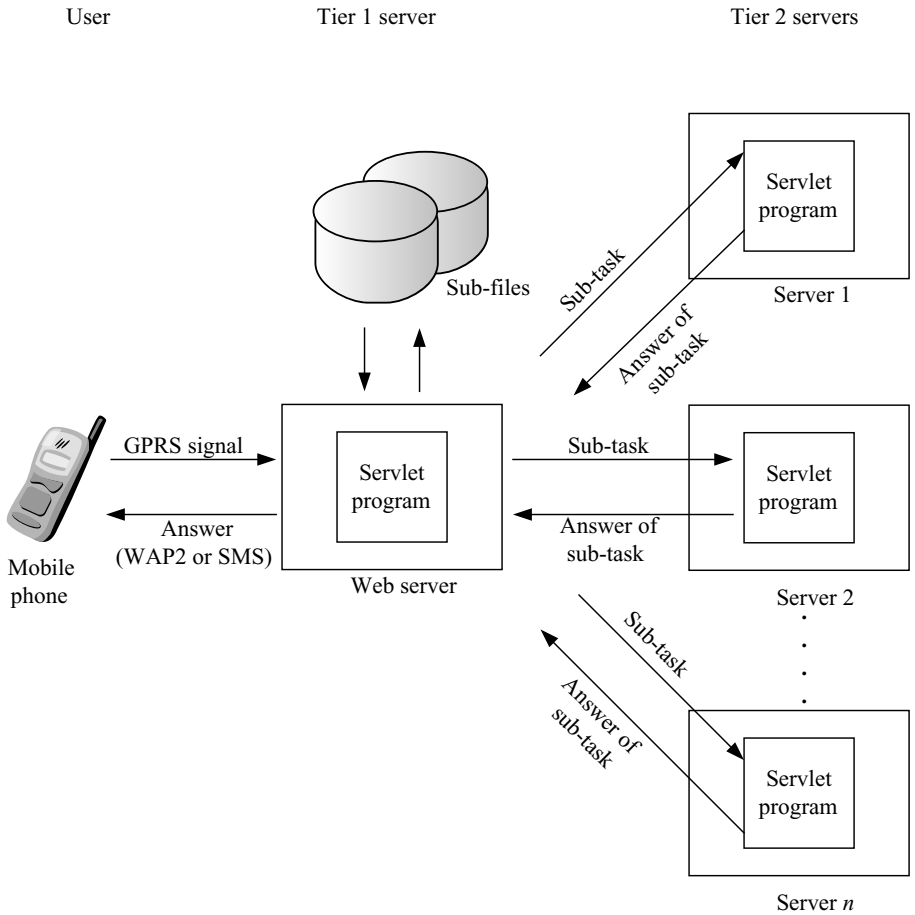 User
Tier 1 server
Tier 2 servers
Servlet
program
Server 1
Sub-files
Sub-task
Answer of
sub-task
GPRS signal
Answer
(WAP2 or SMS)
Mobile
phone
Servlet
program
Web server
Sub-task
Answer of
sub-task
Servlet
program
Server 2
Sub-task
Answer of
sub-task
Servlet
program
Server n